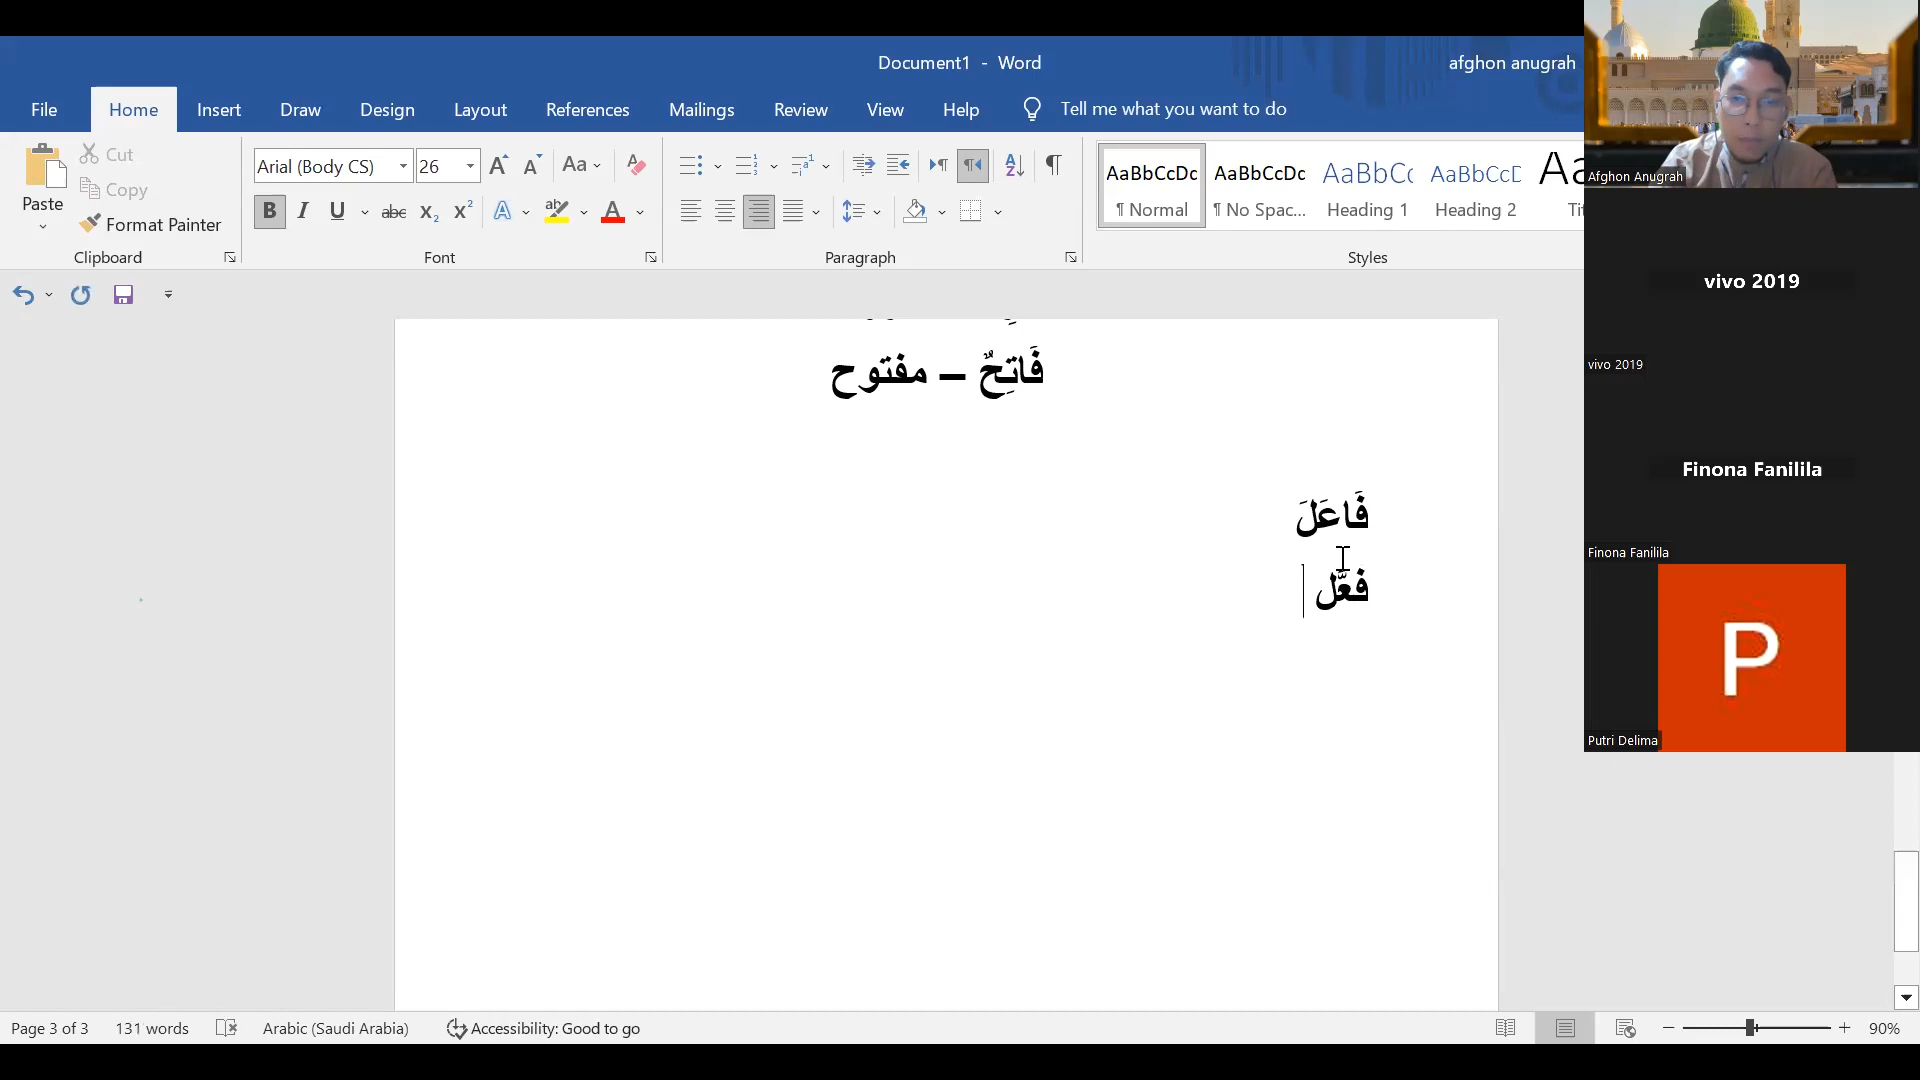 Document1 - Word
afghon anugrah
File Home Insert Draw Design Layout References Mailings Review View Help Tell me what you want to do
Paste
Cut
Copy
Format Painter
Clipboard
Arial (Body CS) 26
Font
Paragraph
AaBbCcDc AaBbCcDc AaBbCc AaBbCcE
¶ Normal ¶ No Spac... Heading 1 Heading 2
Styles
فَاتِحٌ – مفتوح
فَاعَلَ
فعَّل
Afghon Anugrah
vivo 2019
vivo 2019
Finona Fanilila
Finona Fanilila
P
Putri Delima
Page 3 of 3 131 words Arabic (Saudi Arabia) Accessibility: Good to go 90%